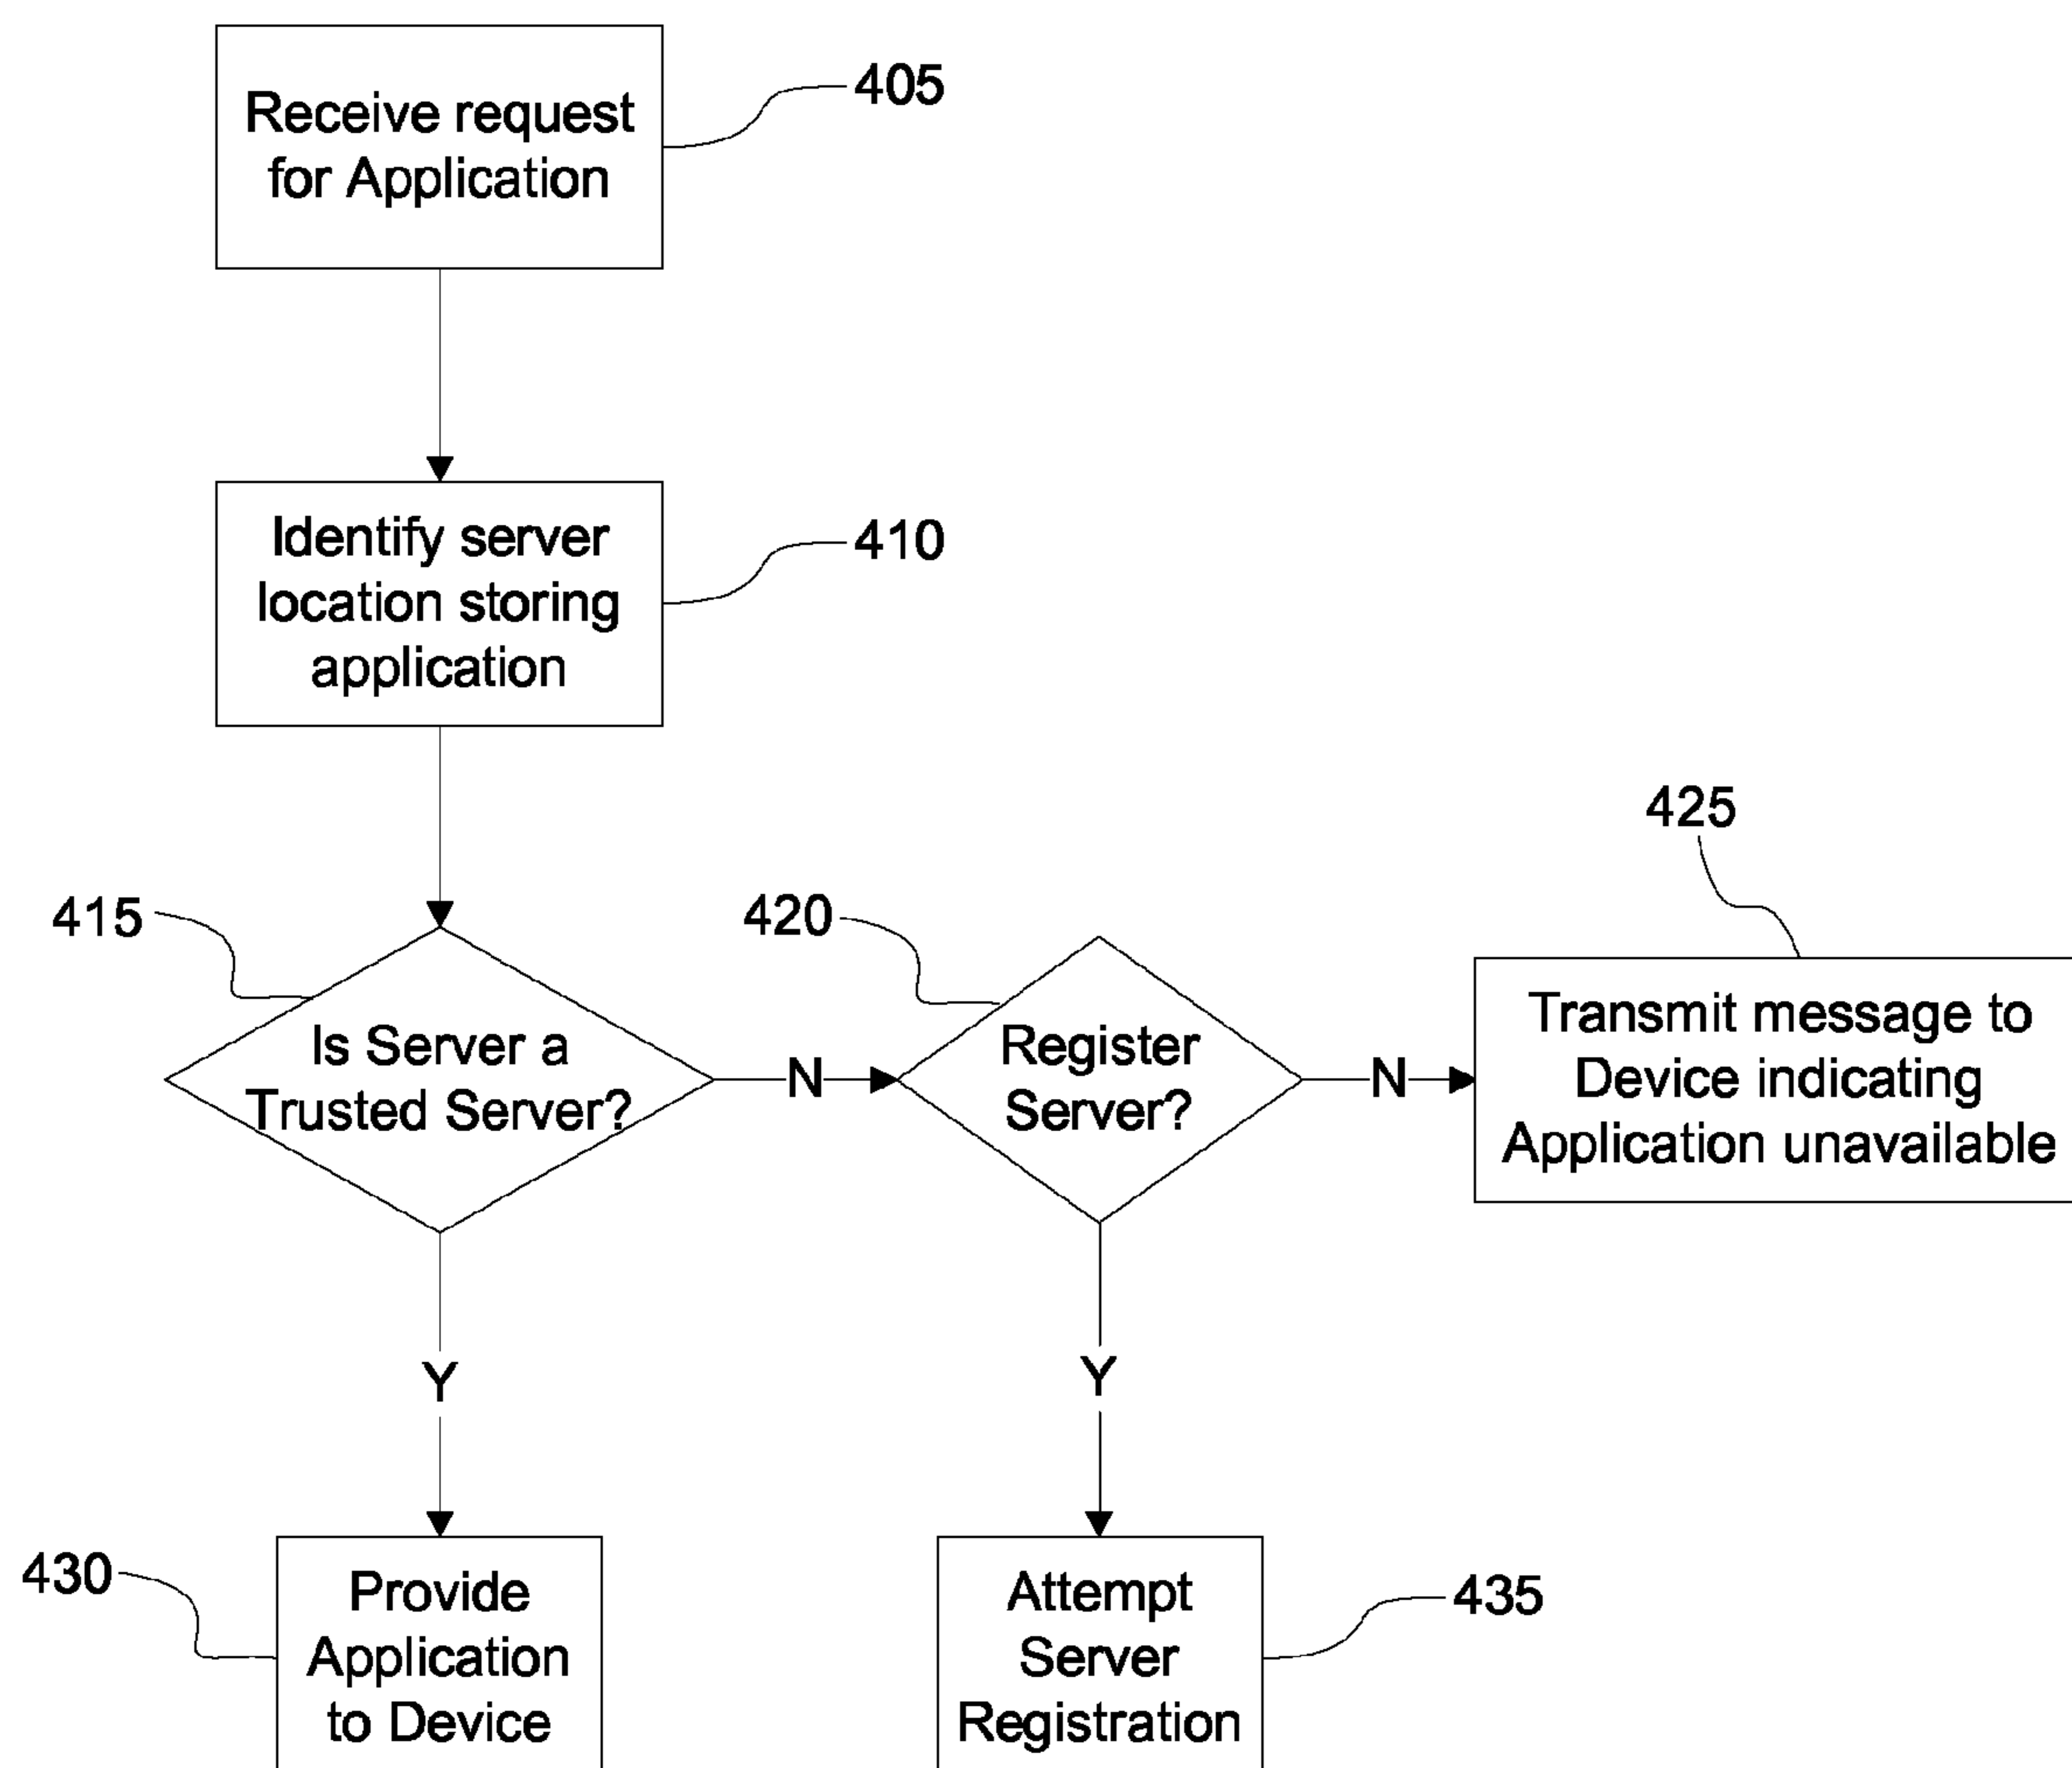 Receive request
for Application
405
Identify server
location storing
application
410
415
Is Server a
Trusted Server?
N
420
Register
Server?
N
425
Transmit message to
Device indicating
Application unavailable
Y
Y
430
Provide
Application
to Device
Attempt
Server
Registration
435